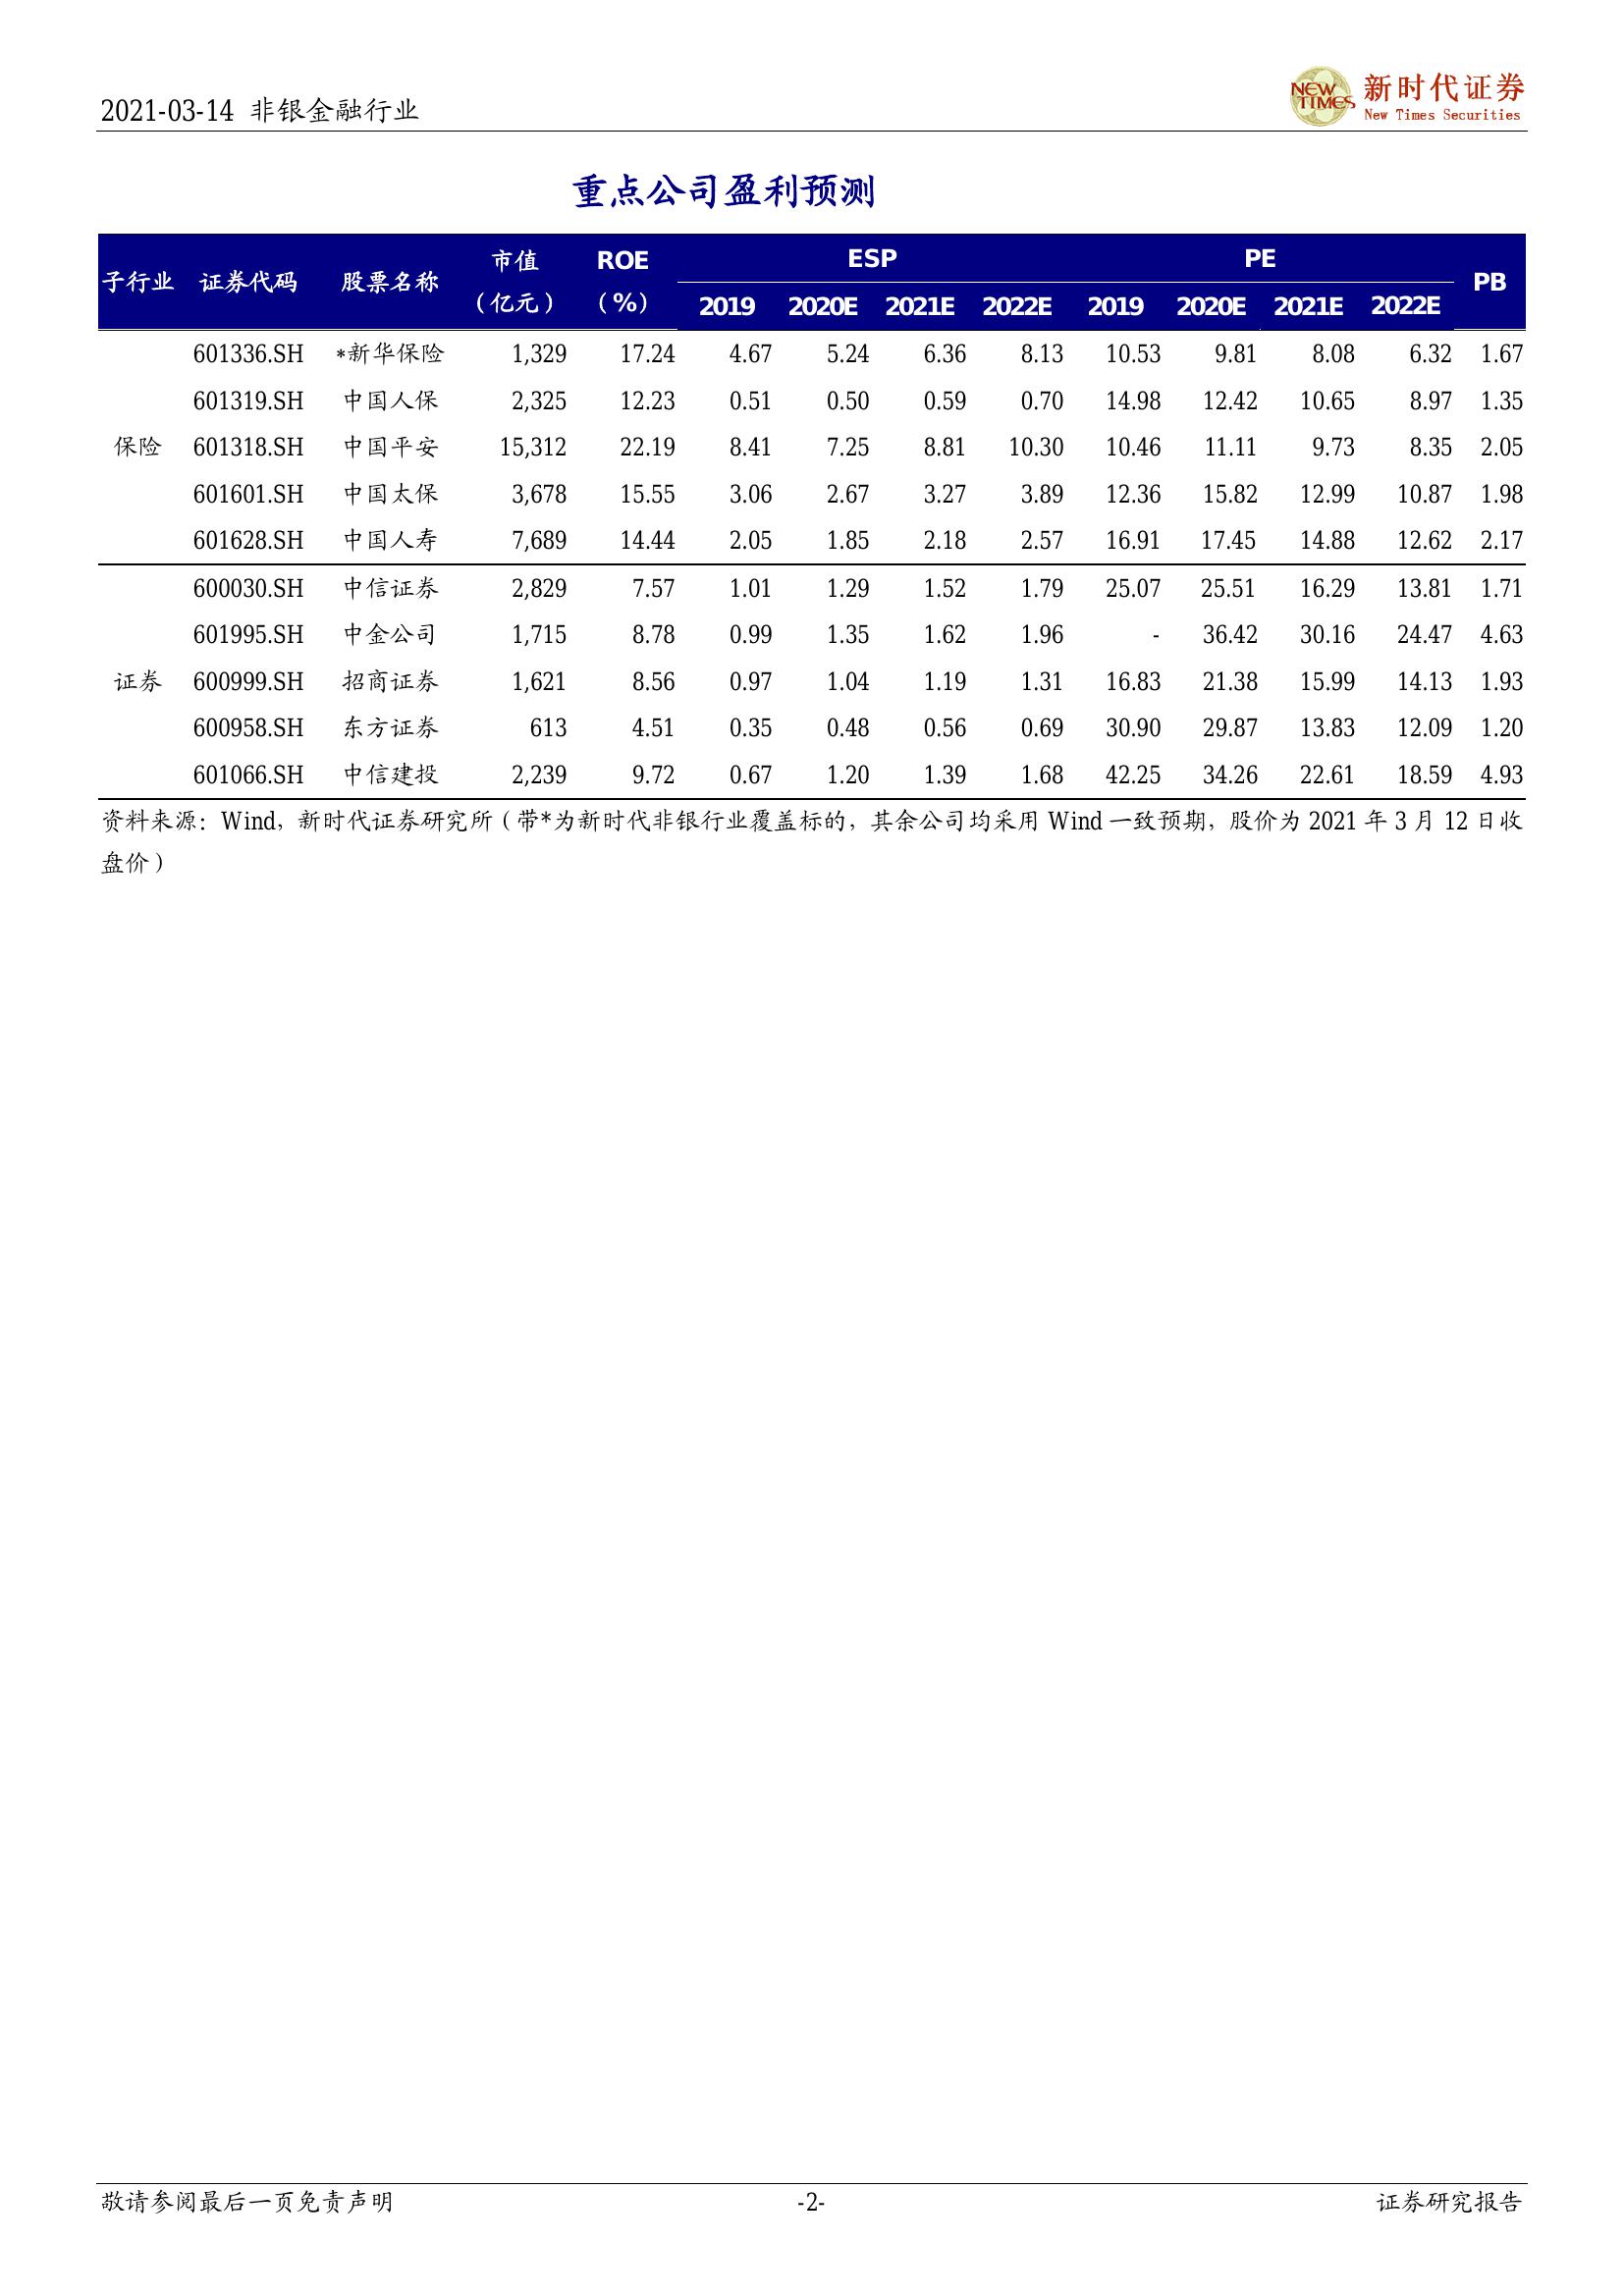 2021-03-14 非银金融行业
NEW TIMES 新时代证券
New Times Securities
重点公司盈利预测
子行业 证券代码 股票名称 市值（亿元） ROE（%） ESP PE PB
2019 2020E 2021E 2022E 2019 2020E 2021E 2022E
601336.SH *新华保险 1,329 17.24 4.67 5.24 6.36 8.13 10.53 9.81 8.08 6.32 1.67
601319.SH 中国人保 2,325 12.23 0.51 0.50 0.59 0.70 14.98 12.42 10.65 8.97 1.35
保险 601318.SH 中国平安 15,312 22.19 8.41 7.25 8.81 10.30 10.46 11.11 9.73 8.35 2.05
601601.SH 中国太保 3,678 15.55 3.06 2.67 3.27 3.89 12.36 15.82 12.99 10.87 1.98
601628.SH 中国人寿 7,689 14.44 2.05 1.85 2.18 2.57 16.91 17.45 14.88 12.62 2.17
600030.SH 中信证券 2,829 7.57 1.01 1.29 1.52 1.79 25.07 25.51 16.29 13.81 1.71
601995.SH 中金公司 1,715 8.78 0.99 1.35 1.62 1.96 - 36.42 30.16 24.47 4.63
证券 600999.SH 招商证券 1,621 8.56 0.97 1.04 1.19 1.31 16.83 21.38 15.99 14.13 1.93
600958.SH 东方证券 613 4.51 0.35 0.48 0.56 0.69 30.90 29.87 13.83 12.09 1.20
601066.SH 中信建投 2,239 9.72 0.67 1.20 1.39 1.68 42.25 34.26 22.61 18.59 4.93
资料来源：Wind，新时代证券研究所（带*为新时代非银行业覆盖标的，其余公司均采用 Wind 一致预期，股价为 2021 年 3 月 12 日收
盘价）
敬请参阅最后一页免责声明 -2- 证券研究报告